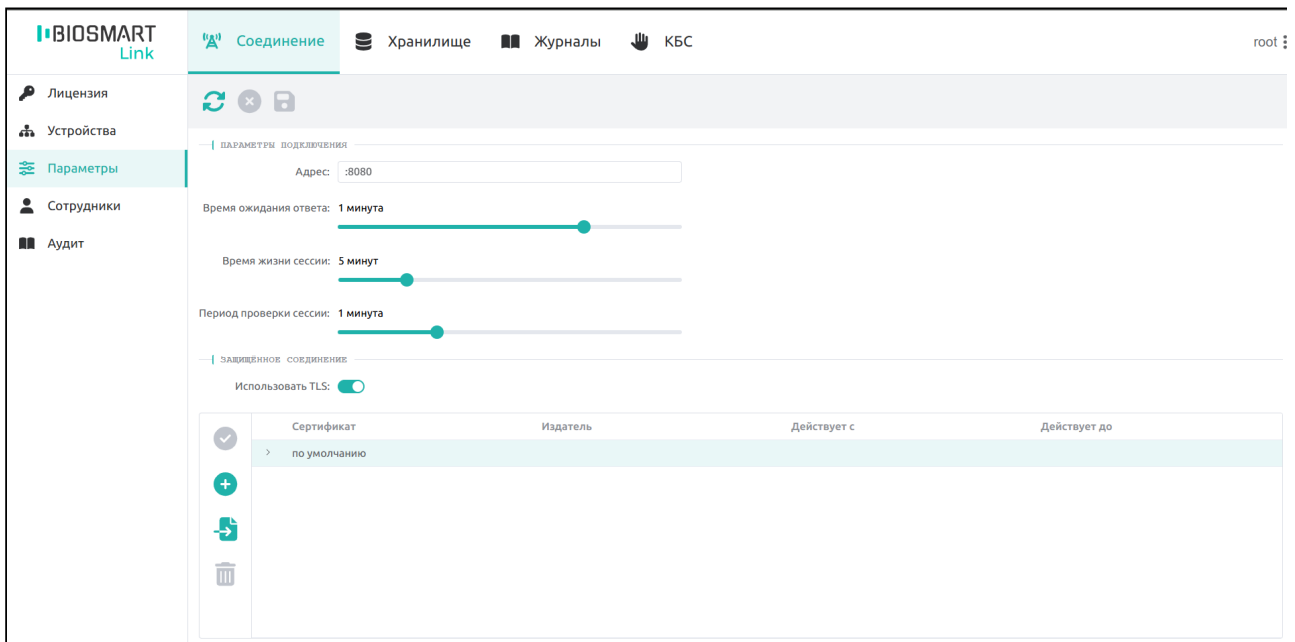 BIOSMART
Link
Соединение
Хранилище
Журналы
КБС
root
Лицензия
Устройства
Параметры
Сотрудники
Аудит
ПАРАМЕТРЫ ПОДКЛЮЧЕНИЯ
Адрес: :8080
Время ожидания ответа: 1 минута
Время жизни сессии: 5 минут
Период проверки сессии: 1 минута
ЗАЩИЩЁННОЕ СОЕДИНЕНИЕ
Использовать TLS:
Сертификат Издатель Действует с Действует до
по умолчанию